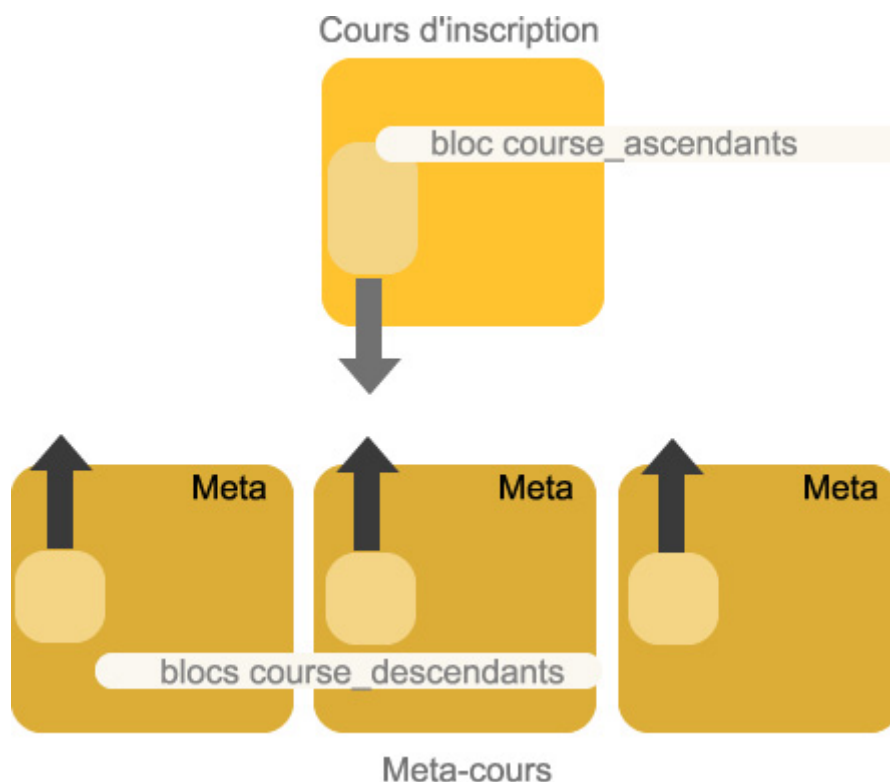 Cours d'inscription
bloc course_ascendants
Meta
Meta
Meta
blocs course_descendants
Meta-cours